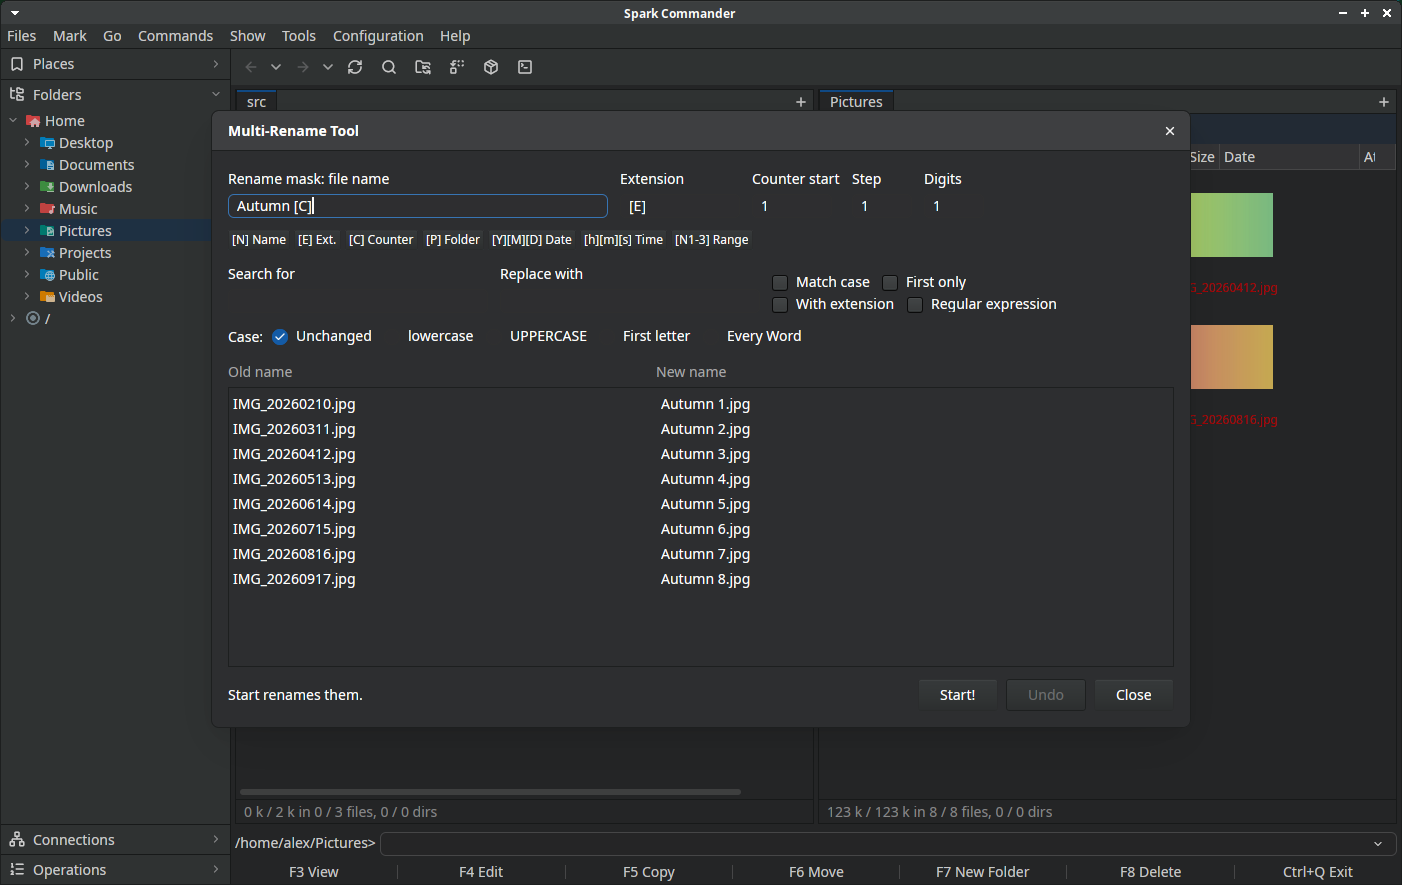 Spark Commander
Files Mark Go Commands Show Tools Configuration Help
Places
Folders
Home
Desktop
Documents
Downloads
Music
Pictures
Projects
Public
Videos
/
Connections
Operations
src
Pictures
Size Date
G_20260412.jpg
G_20260816.jpg
Multi-Rename Tool
Rename mask: file name Extension Counter start Step Digits
Autumn [C] [E] 1 1 1
[N] Name [E] Ext. [C] Counter [P] Folder [Y][M][D] Date [h][m][s] Time [N1-3] Range
Search for Replace with
Match case First only
With extension Regular expression
Case: Unchanged lowercase UPPERCASE First letter Every Word
Old name New name
IMG_20260210.jpg Autumn 1.jpg
IMG_20260311.jpg Autumn 2.jpg
IMG_20260412.jpg Autumn 3.jpg
IMG_20260513.jpg Autumn 4.jpg
IMG_20260614.jpg Autumn 5.jpg
IMG_20260715.jpg Autumn 6.jpg
IMG_20260816.jpg Autumn 7.jpg
IMG_20260917.jpg Autumn 8.jpg
Start renames them. Start! Undo Close
0 k / 2 k in 0 / 3 files, 0 / 0 dirs
123 k / 123 k in 8 / 8 files, 0 / 0 dirs
/home/alex/Pictures>
F3 View F4 Edit F5 Copy F6 Move F7 New Folder F8 Delete Ctrl+Q Exit